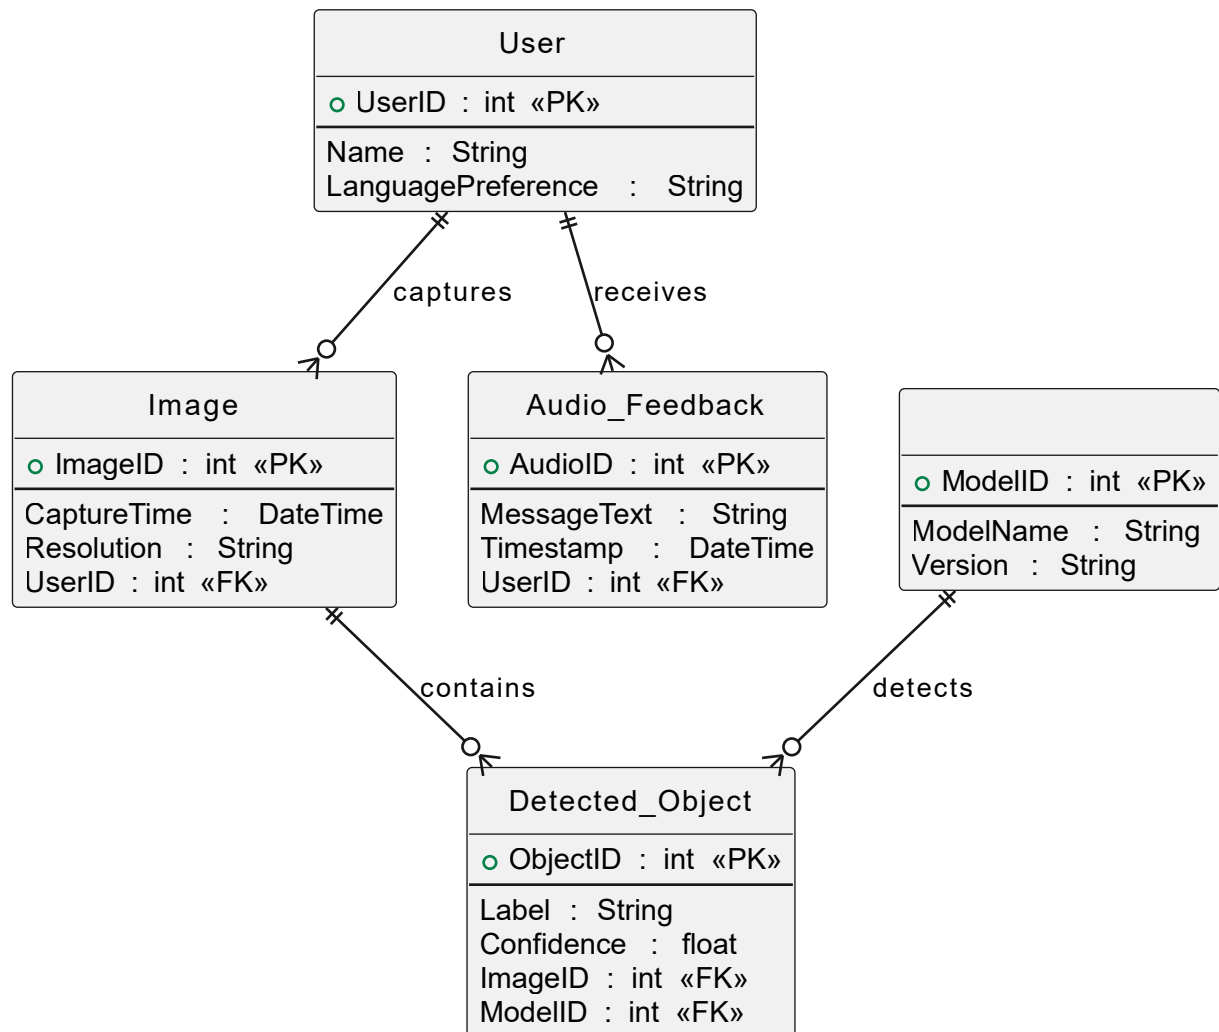 User
UserID : int «PK»
Name : String
LanguagePreference : String
captures
receives
Image
ImageID : int «PK»
CaptureTime : DateTime
Resolution : String
UserID : int «FK»
Audio_Feedback
AudioID : int «PK»
MessageText : String
Timestamp : DateTime
UserID : int «FK»
ModelID : int «PK»
ModelName : String
Version : String
contains
detects
Detected_Object
ObjectID : int «PK»
Label : String
Confidence : float
ImageID : int «FK»
ModelID : int «FK»